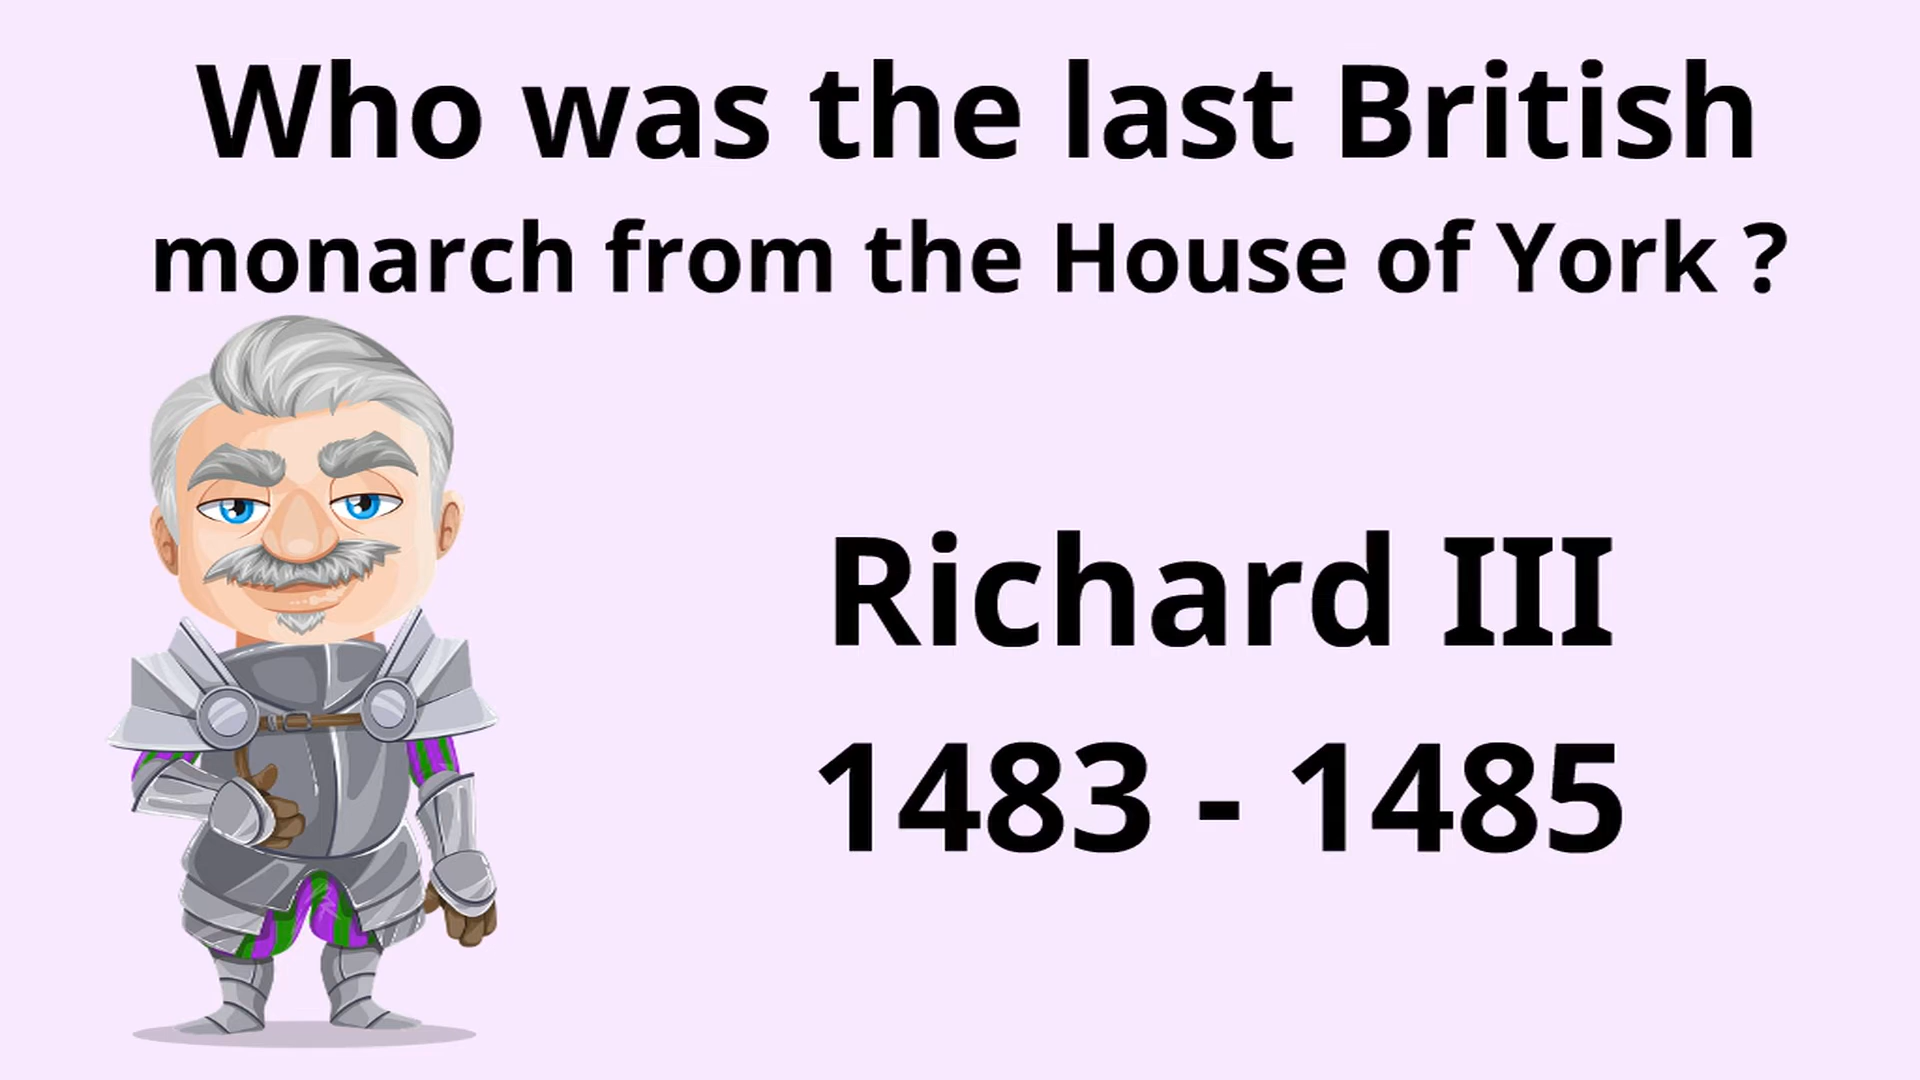 Who was the last British
monarch from the House of York ?
Richard III
1483 - 1485